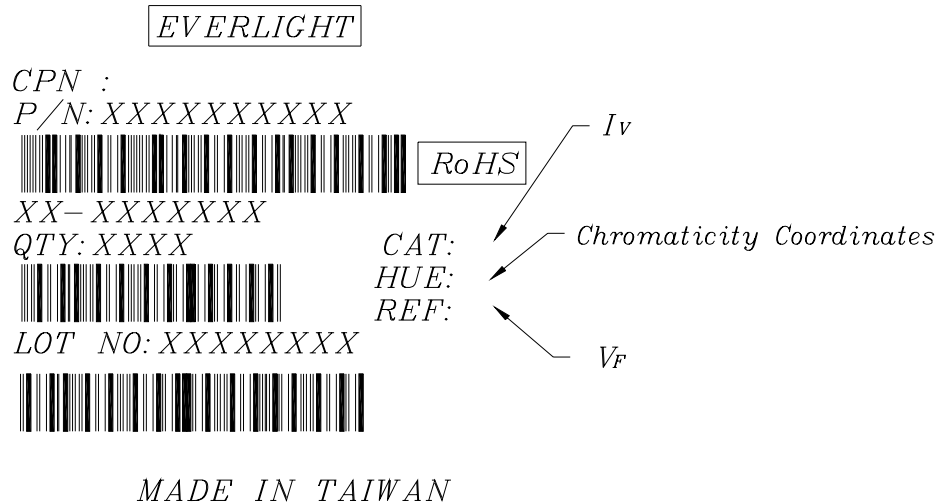 EVERLIGHT
CPN :
P/N: XXXXXXXXXX
RoHS
XX-XXXXXXX
QTY: XXXX
CAT:
HUE:
REF:
LOT NO: XXXXXXXX
MADE IN TAIWAN
Iv
Chromaticity Coordinates
VF